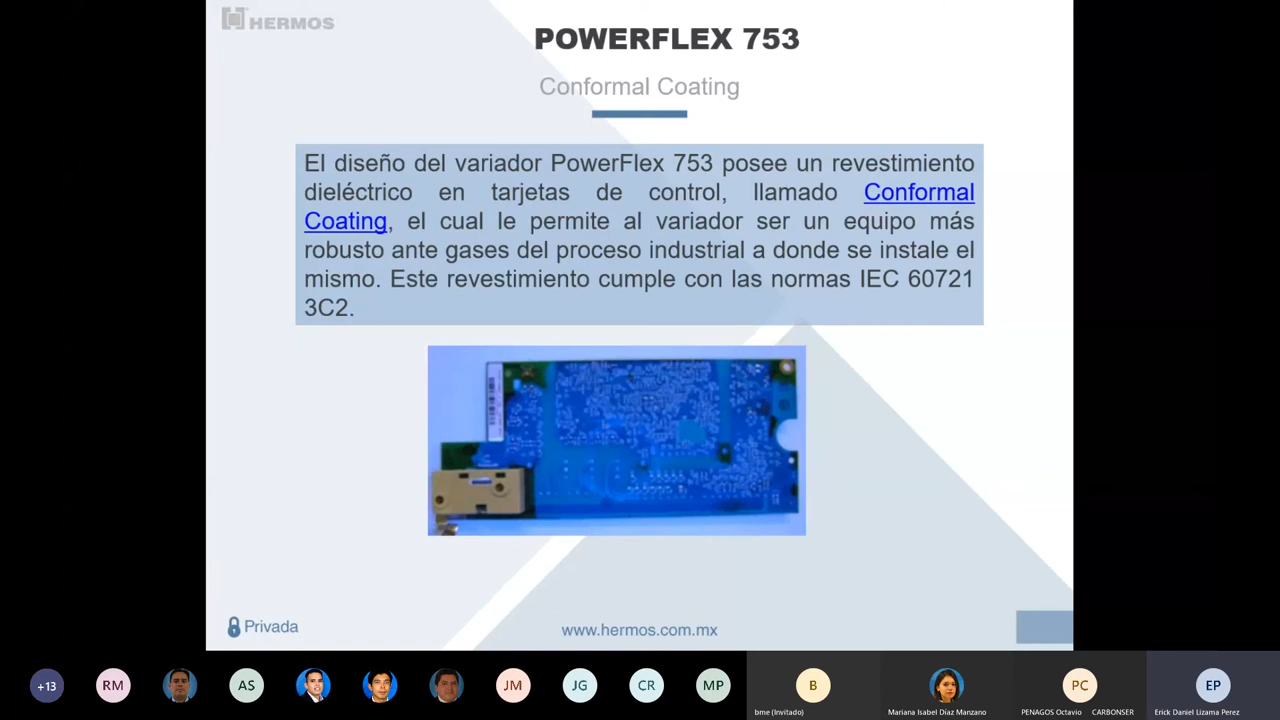 HERMOS
POWERFLEX 753
Conformal Coating
El diseño del variador PowerFlex 753 posee un revestimiento
dieléctrico en tarjetas de control, llamado Conformal
Coating, el cual le permite al variador ser un equipo más
robusto ante gases del proceso industrial a donde se instale el
mismo. Este revestimiento cumple con las normas IEC 60721
3C2.
Privada
www.hermos.com.mx
+13
RM
AS
JM
JG
CR
MP
B
PC
EP
bme (Invitado)
Mariana Isabel Díaz Manzano
PENAGOS Octavio CARBONSER
Erick Daniel Lizama Perez